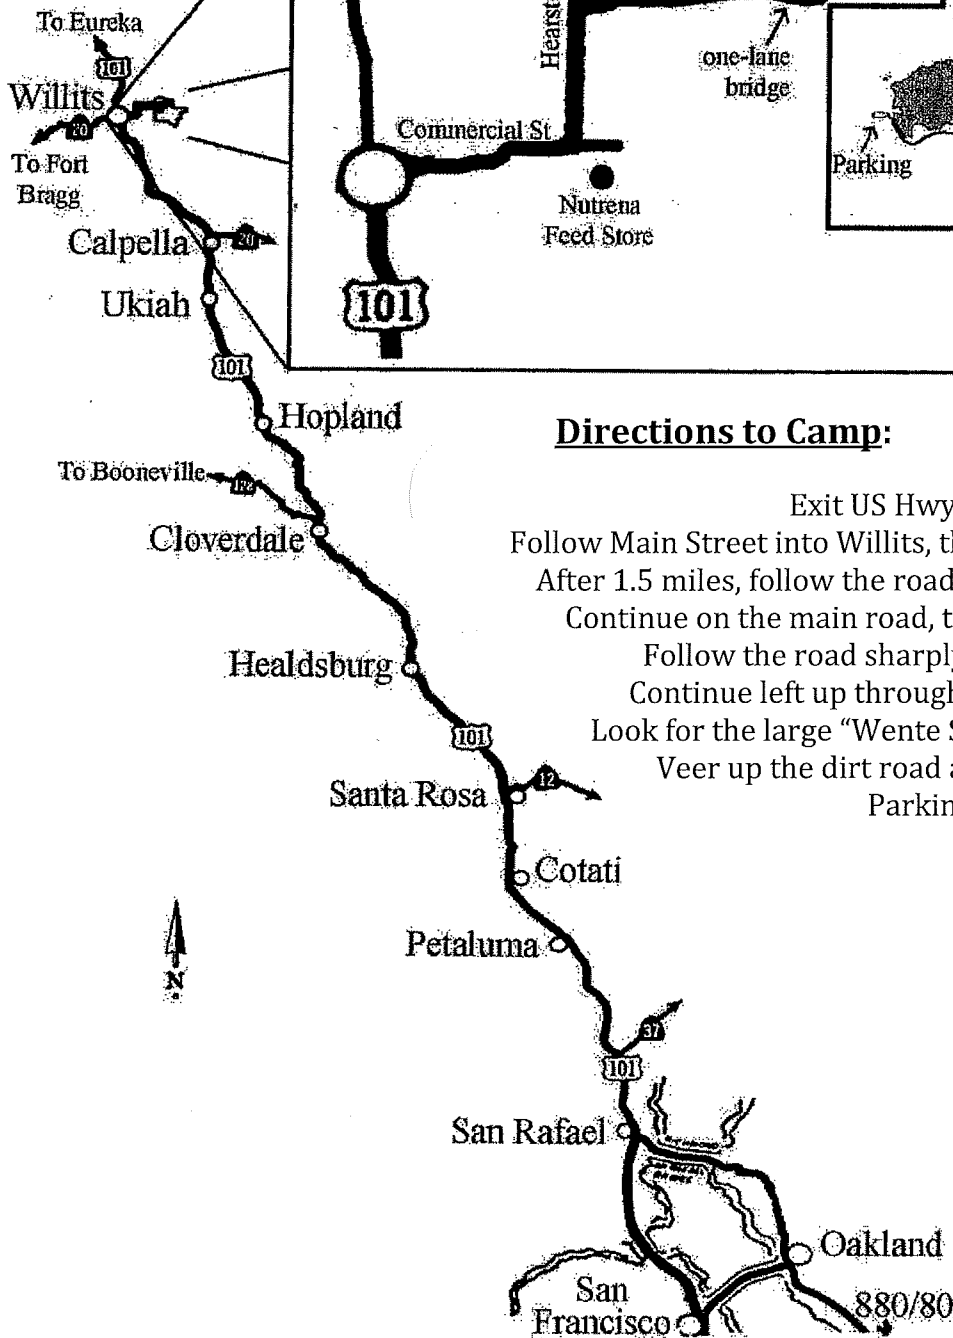 To Eureka
101
Willits
20
To Fort
Bragg
Calpella
20
Ukiah
101
Hopland
To Booneville
Cloverdale
Healdsburg
101
Santa Rosa
12
Cotati
Petaluma
N
37
101
San Rafael
Oakland
San
Francisco
880/80
Hearst
one-lane
bridge
Commercial St
Nutrena
Feed Store
101
Parking
Directions to Camp:
Exit US Hwy
Follow Main Street into Willits, th
After 1.5 miles, follow the road
Continue on the main road, t
Follow the road sharply
Continue left up through
Look for the large “Wente S
Veer up the dirt road a
Parkin